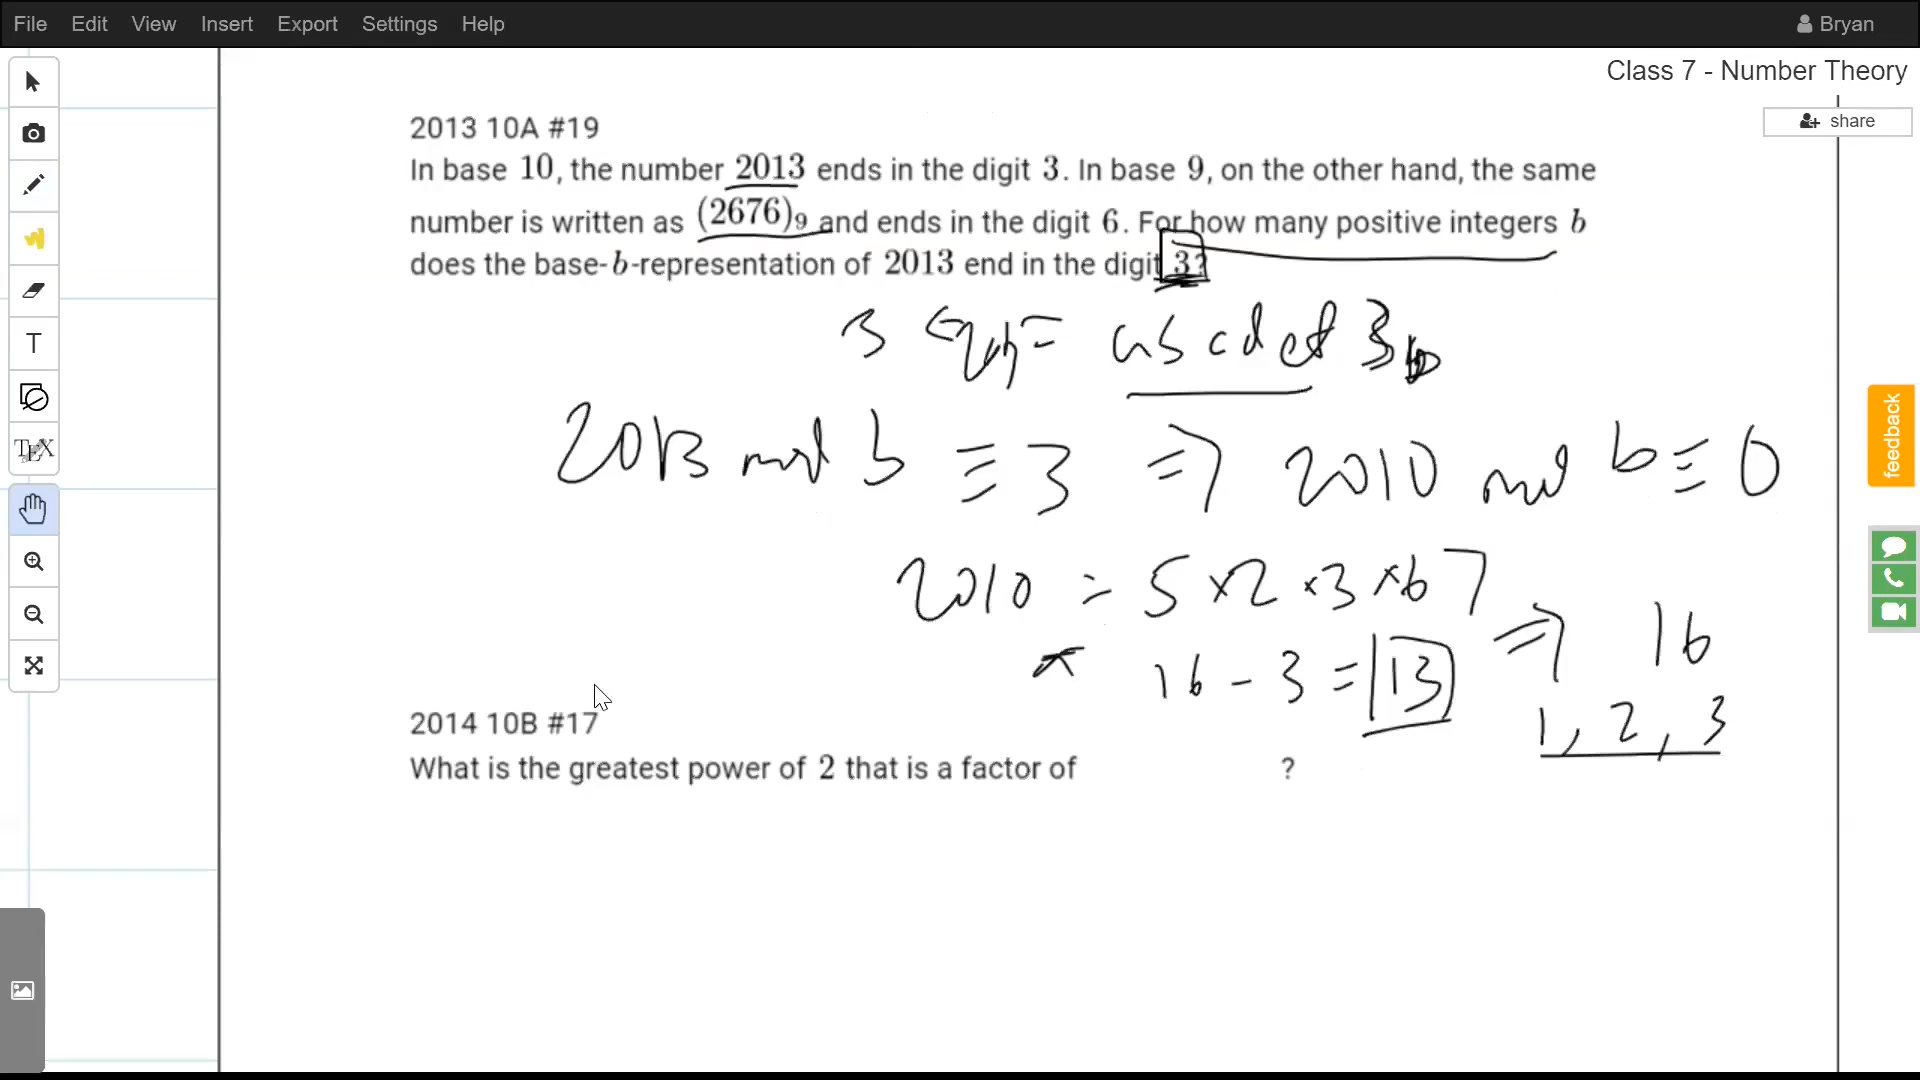 File Edit View Insert Export Settings Help Bryan
Class 7 - Number Theory
share
2013 10A #19
In base 10, the number 2013 ends in the digit 3. In base 9, on the other hand, the same
number is written as (2676)₉ and ends in the digit 6. For how many positive integers b
does the base-b-representation of 2013 end in the digit 3?
abcdef3b
2013 mod b ≡ 3 ⇒ 2010 mod b ≡ 0
2010 = 5 × 2 × 3 × 67
⇒ 16
16 - 3 = 13
1, 2, 3
2014 10B #17
What is the greatest power of 2 that is a factor of ?
T
TEX
feedback